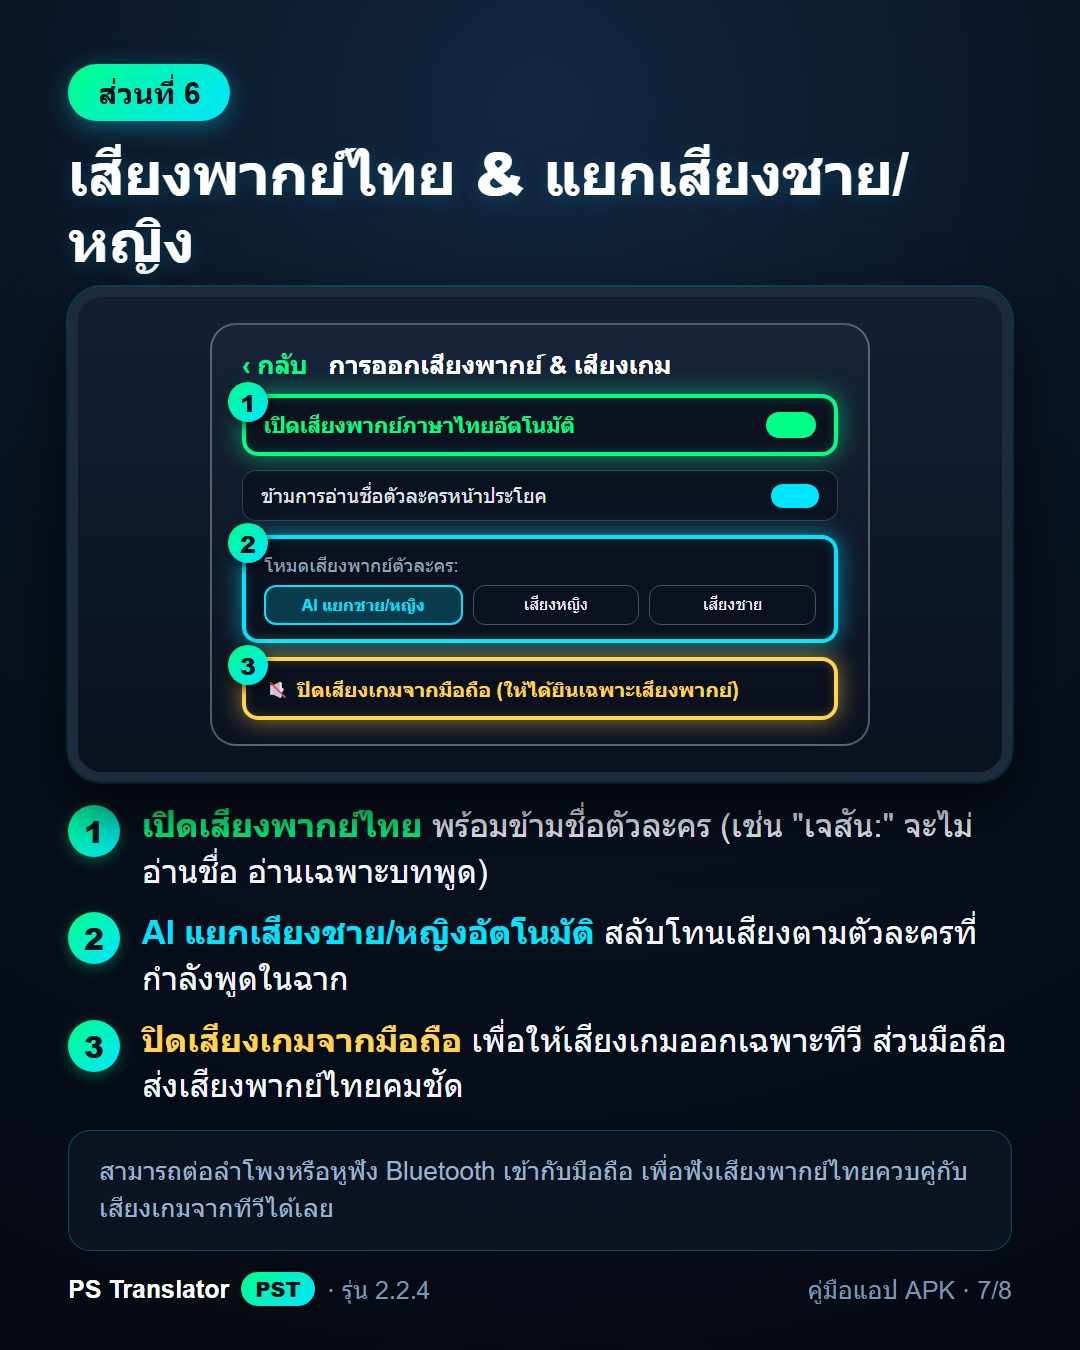 ส่วนที่ 6
เสียงพากย์ไทย & แยกเสียงชาย/
หญิง
‹ กลับ การออกเสียงพากย์ & เสียงเกม
1
เปิดเสียงพากย์ภาษาไทยอัตโนมัติ
ข้ามการอ่านชื่อตัวละครหน้าประโยค
2
โหมดเสียงพากย์ตัวละคร:
AI แยกชาย/หญิง เสียงหญิง เสียงชาย
3
ปิดเสียงเกมจากมือถือ (ให้ได้ยินเฉพาะเสียงพากย์)
1 เปิดเสียงพากย์ไทย พร้อมข้ามชื่อตัวละคร (เช่น "เจสัน:" จะไม่
อ่านชื่อ อ่านเฉพาะบทพูด)
2 AI แยกเสียงชาย/หญิงอัตโนมัติ สลับโทนเสียงตามตัวละครที่
กำลังพูดในฉาก
3 ปิดเสียงเกมจากมือถือ เพื่อให้เสียงเกมออกเฉพาะทีวี ส่วนมือถือ
ส่งเสียงพากย์ไทยคมชัด
สามารถต่อลำโพงหรือหูฟัง Bluetooth เข้ากับมือถือ เพื่อฟังเสียงพากย์ไทยควบคู่กับ
เสียงเกมจากทีวีได้เลย
PS Translator PST · รุ่น 2.2.4 คู่มือแอป APK · 7/8